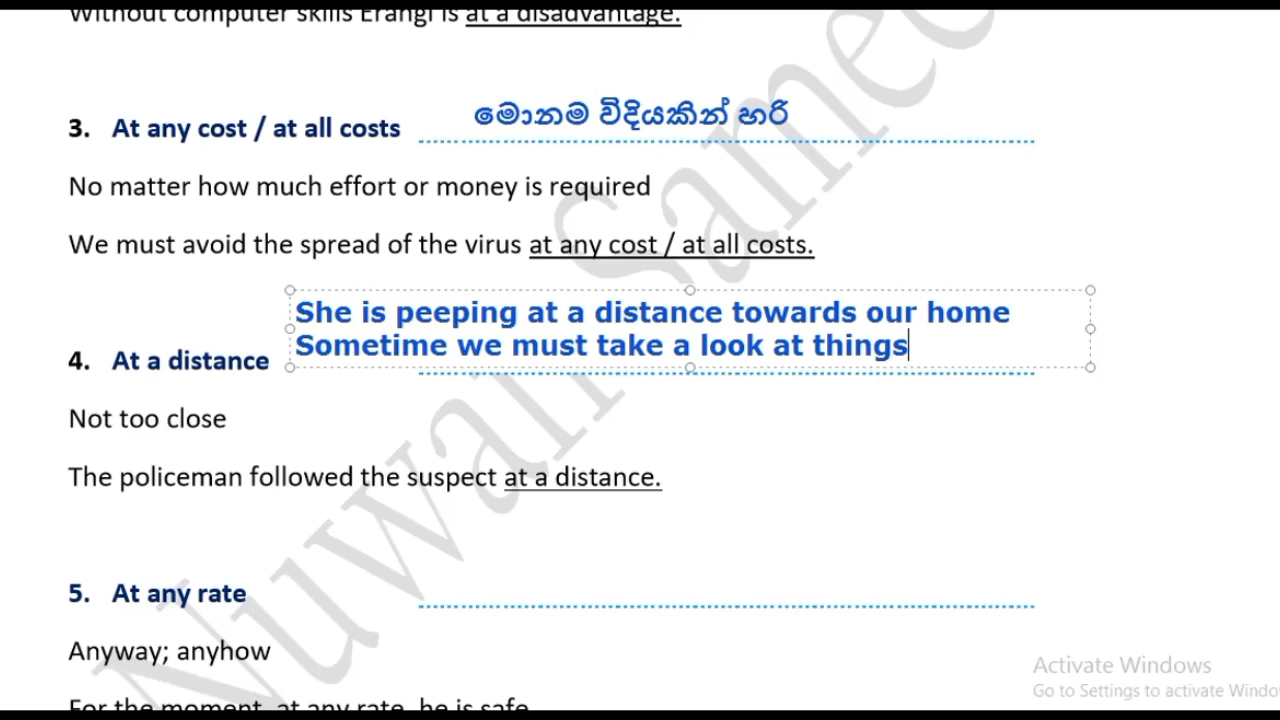 Without computer skills Erangi is at a disadvantage.
3. At any cost / at all costs මොනම විදියකින් හරි
No matter how much effort or money is required
We must avoid the spread of the virus at any cost / at all costs.
She is peeping at a distance towards our home
Sometime we must take a look at things
4. At a distance
Not too close
The policeman followed the suspect at a distance.
5. At any rate
Anyway; anyhow
For the moment, at any rate, he is safe
Nuwan
Activate Windows
Go to Settings to activate Windo